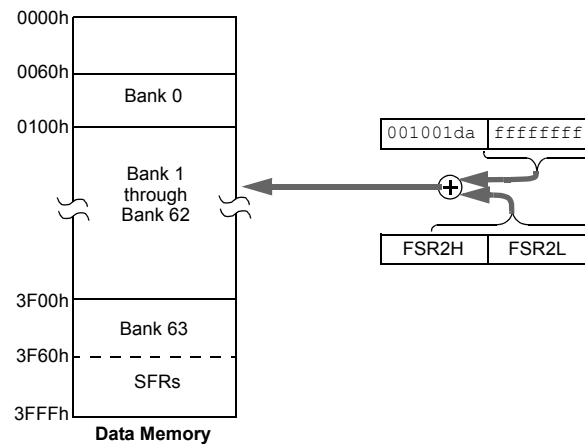 0000h
0060h
Bank 0
0100h
001001da ffffffff
Bank 1
through
Bank 62
FSR2H FSR2L
3F00h
Bank 63
3F60h
SFRs
3FFFh
Data Memory